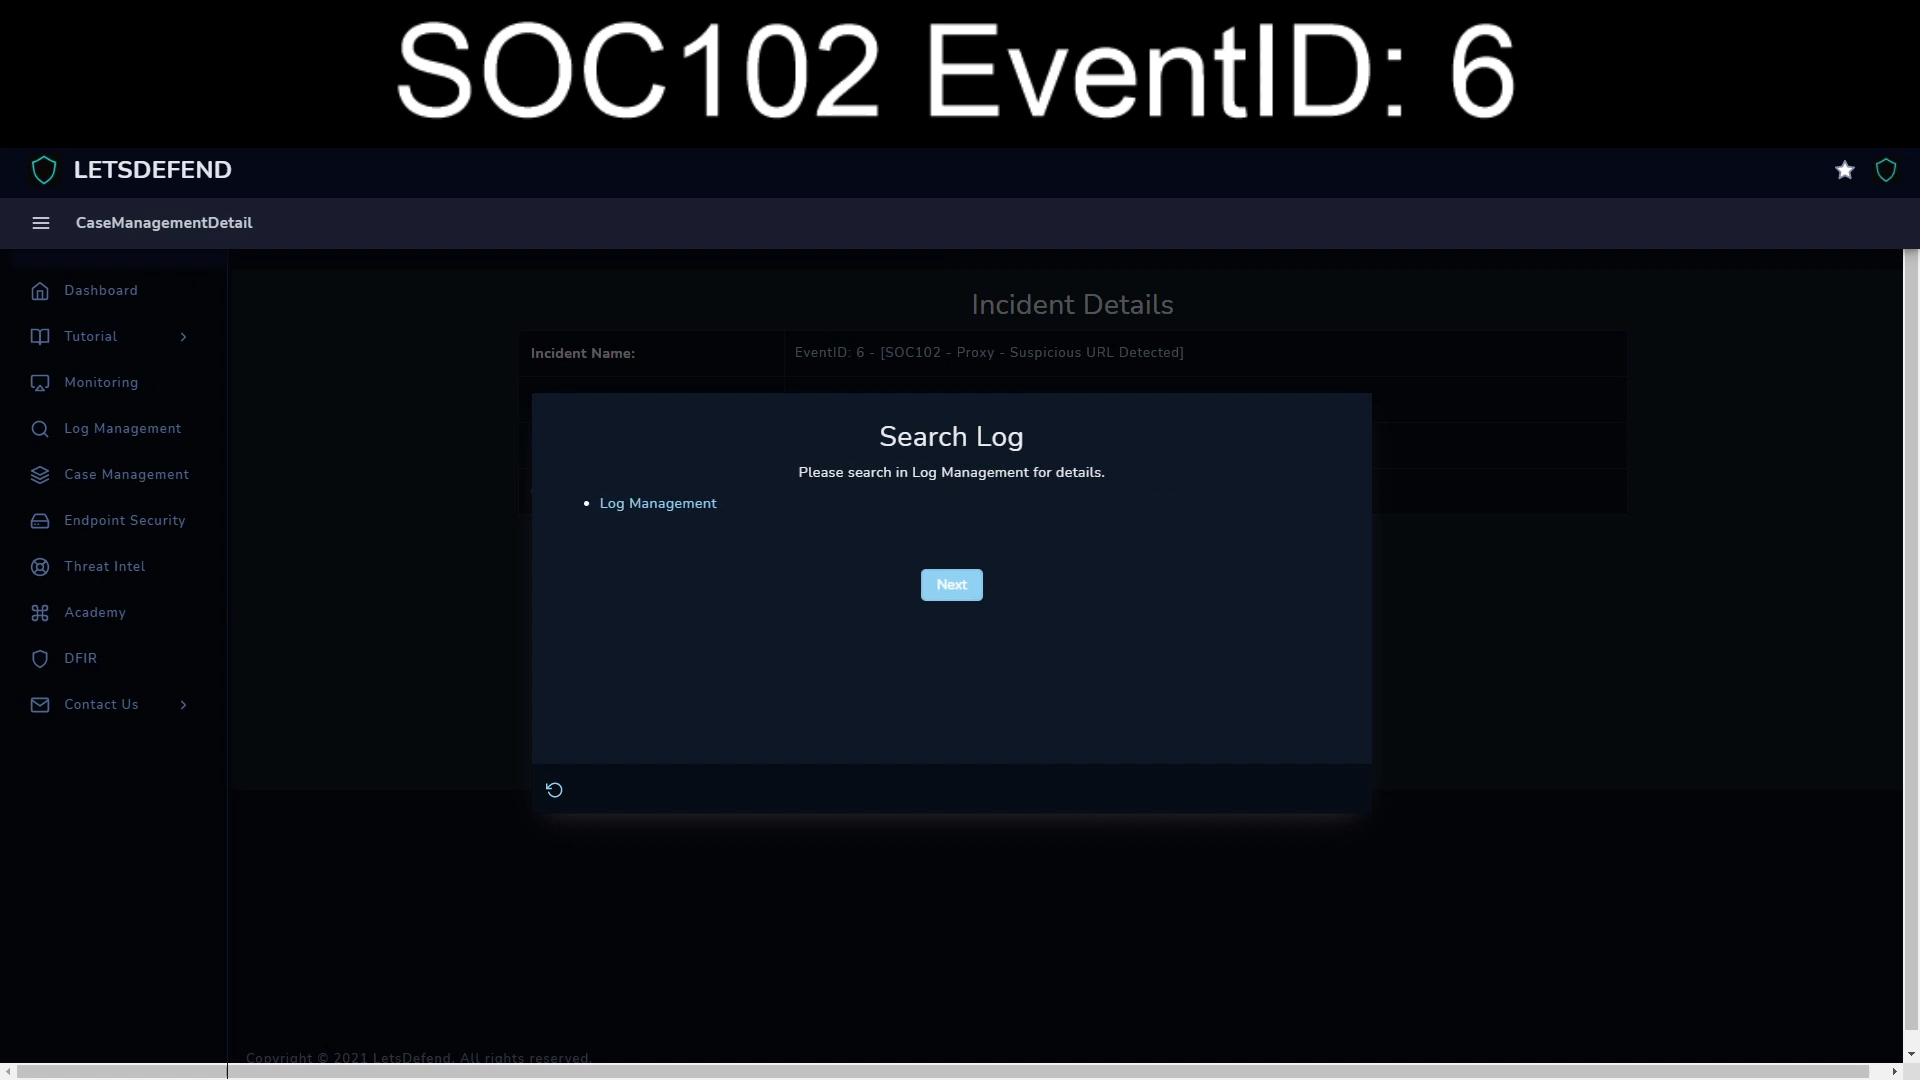 SOC102 EventID: 6
LETSDEFEND
CaseManagementDetail
Dashboard
Tutorial
Monitoring
Log Management
Case Management
Endpoint Security
Threat Intel
Academy
DFIR
Contact Us
Incident Details
Incident Name: EventID: 6 - [SOC102 - Proxy - Suspicious URL Detected]
Search Log
Please search in Log Management for details.
• Log Management
Next
Copyright © 2021 LetsDefend. All rights reserved.